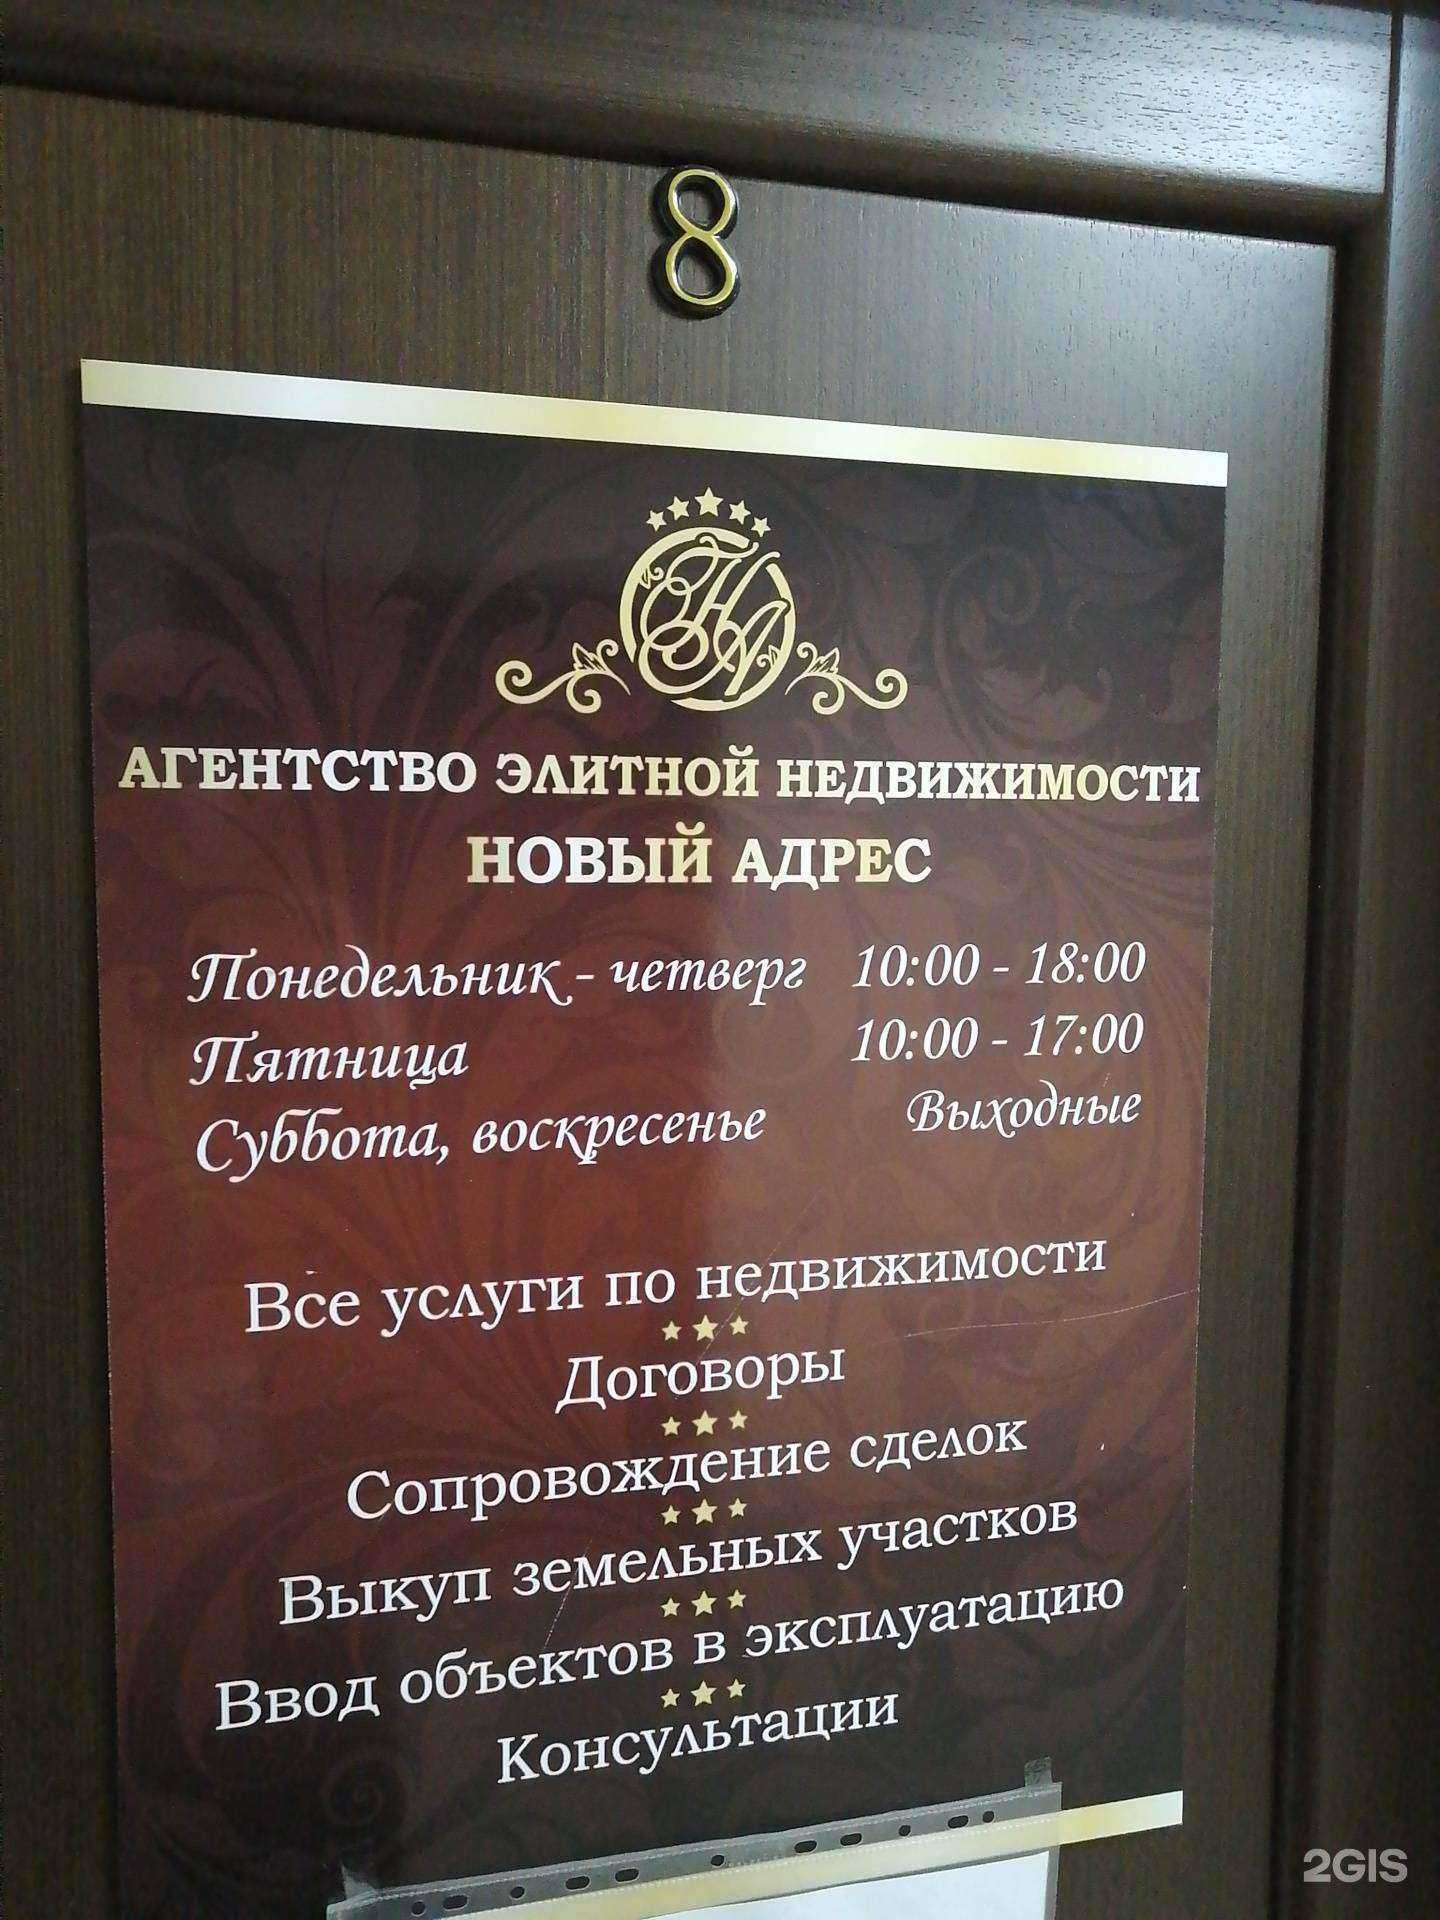 8
НА
АГЕНТСТВО ЭЛИТНОЙ НЕДВИЖИМОСТИ
НОВЫЙ АДРЕС
Понедельник - четверг 10:00 - 18:00
Пятница 10:00 - 17:00
Суббота, воскресенье Выходные
Все услуги по недвижимости
Договоры
Сопровождение сделок
Выкуп земельных участков
Ввод объектов в эксплуатацию
Консультации
2GIS